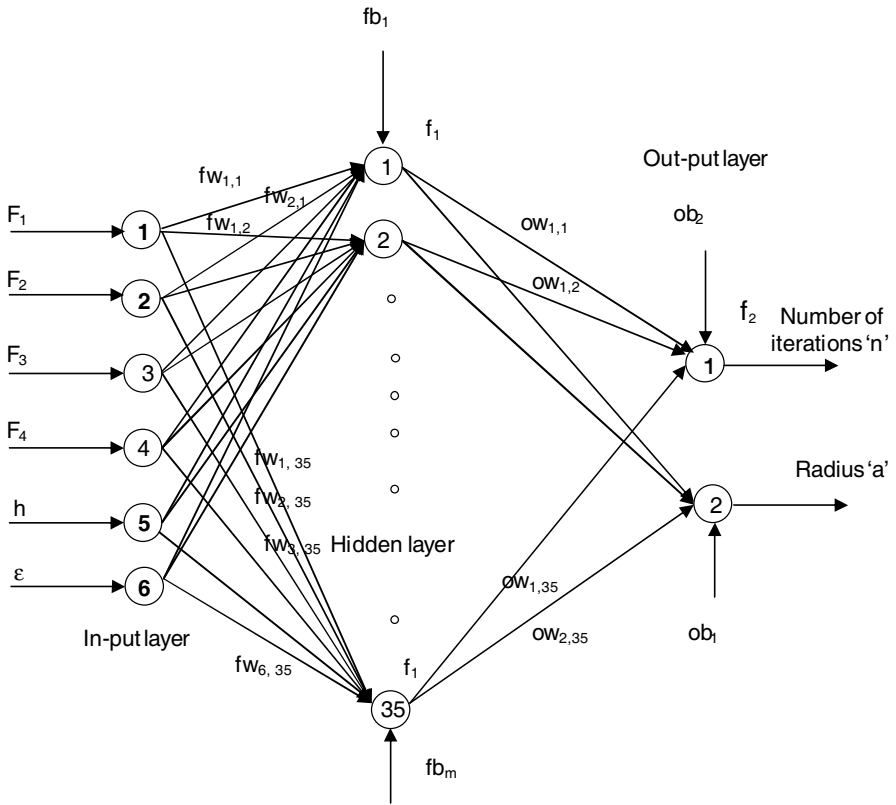 fb1
f1
Out-put layer
1
fw1,1
fw2,1
F1
1
fw1,2
2
ow1,1
ob2
F2
2
ow1,2
f2
Number of
iterations 'n'
F3
3
1
F4
4
fw1, 35
Radius 'a'
fw2, 35
2
h
5
fw3, 35
Hidden layer
ε
6
ow1,35
In-put layer
ow2,35
ob1
fw6, 35
f1
35
fbm